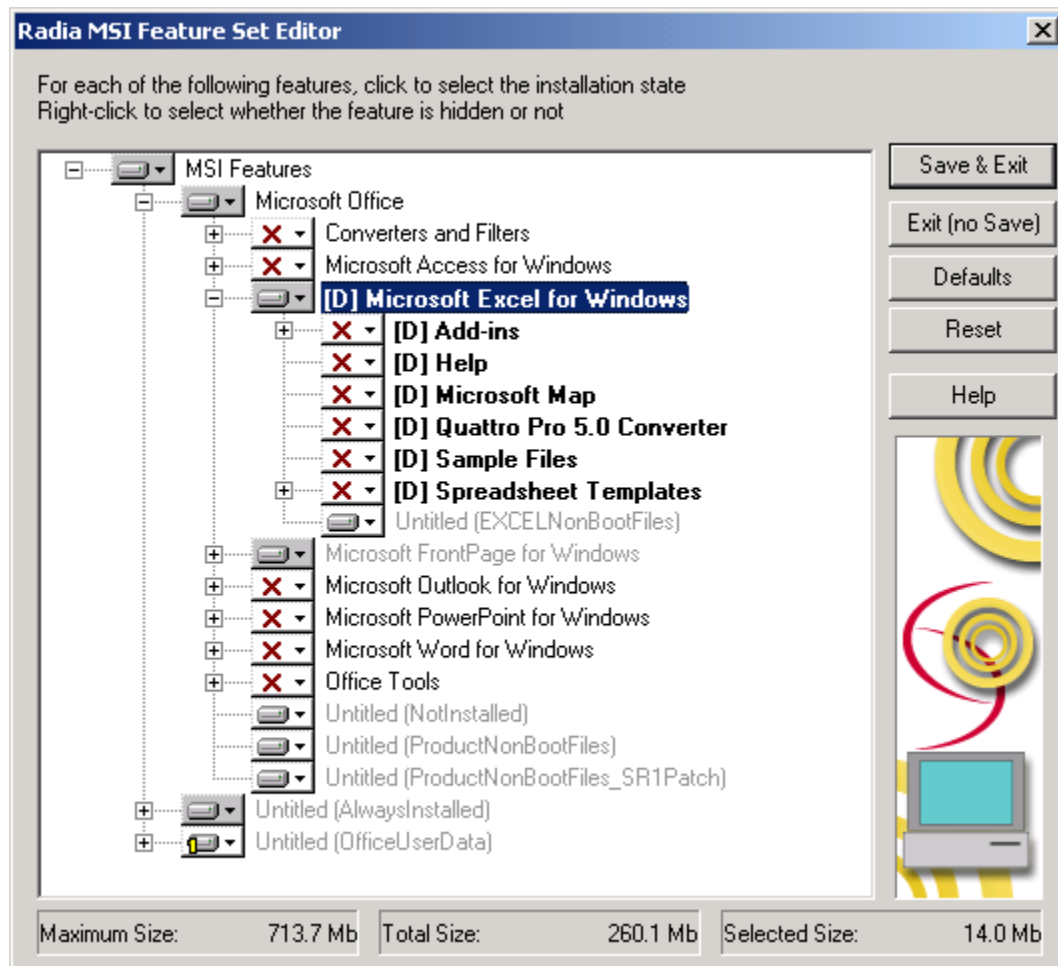 Radia MSI Feature Set Editor
For each of the following features, click to select the installation state
Right-click to select whether the feature is hidden or not
MSI Features
Microsoft Office
Converters and Filters
Microsoft Access for Windows
[D] Microsoft Excel for Windows
[D] Add-ins
[D] Help
[D] Microsoft Map
[D] Quattro Pro 5.0 Converter
[D] Sample Files
[D] Spreadsheet Templates
Untitled (EXCELNonBootFiles)
Microsoft FrontPage for Windows
Microsoft Outlook for Windows
Microsoft PowerPoint for Windows
Microsoft Word for Windows
Office Tools
Untitled (NotInstalled)
Untitled (ProductNonBootFiles)
Untitled (ProductNonBootFiles_SR1Patch)
Untitled (AlwaysInstalled)
1 Untitled (OfficeUserData)
Save & Exit
Exit (no Save)
Defaults
Reset
Help
Maximum Size: 713.7 Mb Total Size: 260.1 Mb Selected Size: 14.0 Mb